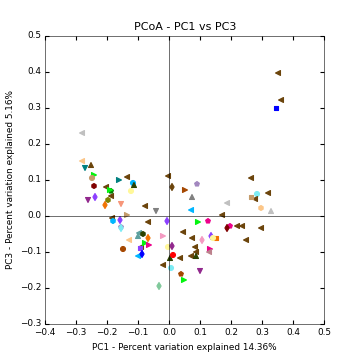 PCoA - PC1 vs PC3
0.5
0.4
0.3
0.2
0.1
0.0
−0.1
−0.2
−0.3
PC3 - Percent variation explained 5.16%
−0.4 −0.3 −0.2 −0.1 0.0 0.1 0.2 0.3 0.4 0.5
PC1 - Percent variation explained 14.36%